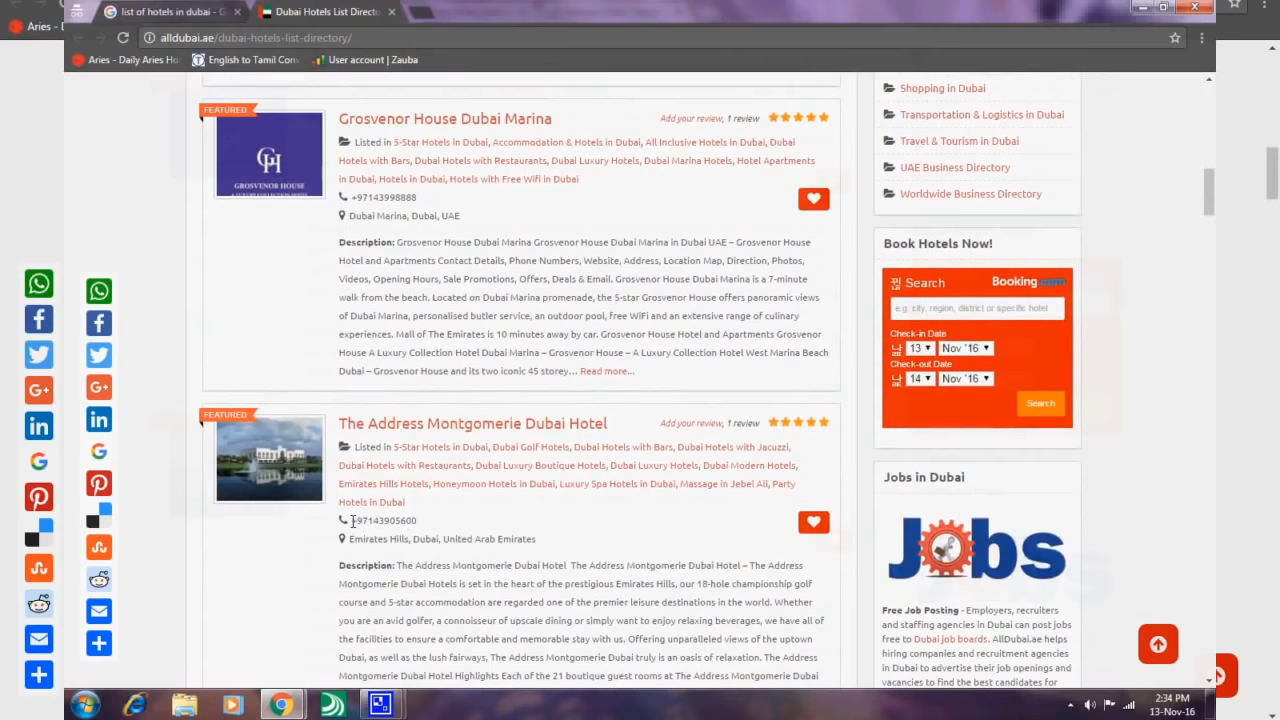 list of hotels in dubai - G
Dubai Hotels List Directo
Aries -
alldubai.ae/dubai-hotels-list-directory/
Aries - Daily Aries Ho
English to Tamil Conv
User account | Zauba
FEATURED
GH
GROSVENOR HOUSE
Grosvenor House Dubai Marina
Add your review, 1 review
Listed in 5-Star Hotels in Dubai, Accommodation & Hotels in Dubai, All Inclusive Hotels in Dubai, Dubai
Hotels with Bars, Dubai Hotels with Restaurants, Dubai Luxury Hotels, Dubai Marina Hotels, Hotel Apartments
in Dubai, Hotels in Dubai, Hotels with Free Wifi in Dubai
+97143998888
Dubai Marina, Dubai, UAE
Description: Grosvenor House Dubai Marina Grosvenor House Dubai Marina in Dubai UAE – Grosvenor House
Hotel and Apartments Contact Details, Phone Numbers, Website, Address, Location Map, Direction, Photos,
Videos, Opening Hours, Sale Promotions, Offers, Deals & Email. Grosvenor House Dubai Marina is a 7-minute
walk from the beach. Located on Dubai Marina promenade, the 5-star Grosvenor House offers panoramic views
of Dubai Marina, personalised butler service, an outdoor pool, free WiFi and an extensive range of culinary
experiences. Mall of The Emirates is 10 minutes away by car. Grosvenor House Hotel and Apartments Grosvenor
House A Luxury Collection Hotel Dubai Marina – Grosvenor House – A Luxury Collection Hotel West Marina Beach
Dubai – Grosvenor House and its two iconic 45 storey... Read more...
FEATURED
The Address Montgomerie Dubai Hotel
Add your review, 1 review
Listed in 5-Star Hotels in Dubai, Dubai Golf Hotels, Dubai Hotels with Bars, Dubai Hotels with Jacuzzi,
Dubai Hotels with Restaurants, Dubai Luxury Boutique Hotels, Dubai Luxury Hotels, Dubai Modern Hotels,
Emirates Hills Hotels, Honeymoon Hotels in Dubai, Luxury Spa Hotels in Dubai, Massage in Jebel Ali, Party
Hotels in Dubai
+97143905600
Emirates Hills, Dubai, United Arab Emirates
Description: The Address Montgomerie Dubai Hotel The Address Montgomerie Dubai Hotel – The Address
Montgomerie Dubai Hotels is set in the heart of the prestigious Emirates Hills, our 18-hole championship golf
course and 5-star accommodation are regarded one of the premier leisure destinations in the world. Whether
you are an avid golfer, a connoisseur of upscale dining or simply want to enjoy relaxing beverages, we have all of
the facilities to ensure a comfortable and memorable stay with us. Offering unparalleled views of the uptown
Dubai, as well as the lush fairways, The Address Montgomerie Dubai truly is an oasis of relaxation. The Address
Montgomerie Dubai Hotel Highlights Each of the 21 boutique guest rooms at The Address Montgomerie Dubai
Shopping in Dubai
Transportation & Logistics in Dubai
Travel & Tourism in Dubai
UAE Business Directory
Worldwide Business Directory
Book Hotels Now!
Search
Booking.com
e.g. city, region, district or specific hotel
Check-in Date
13 Nov '16
Check-out Date
14 Nov '16
Search
Jobs in Dubai
Jobs
Free Job Posting - Employers, recruiters
and staffing agencies in Dubai can post jobs
free to Dubai job boards. AllDubai.ae helps
hiring companies and recruitment agencies
in Dubai to advertise their job openings and
vacancies to find the best candidates for
2:34 PM
13-Nov-16